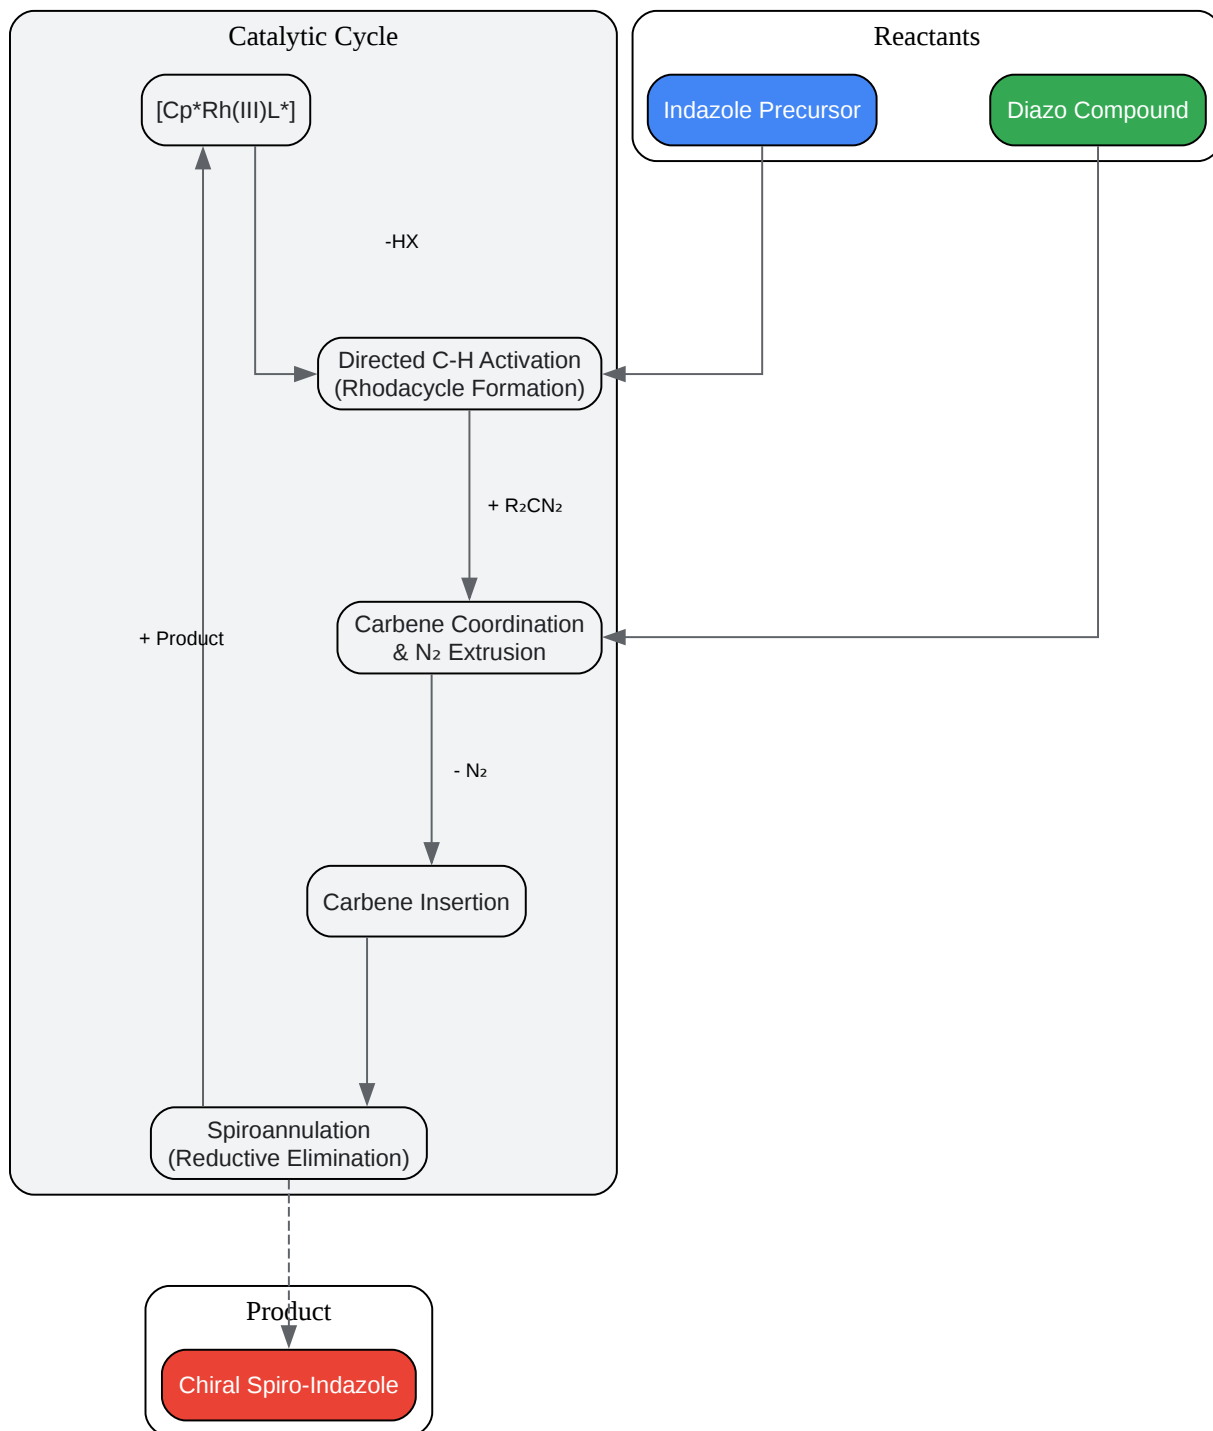 Catalytic Cycle
Reactants
[Cp*Rh(III)L*]
Indazole Precursor
Diazo Compound
-HX
Directed C-H Activation
(Rhodacycle Formation)
+ R₂CN₂
Carbene Coordination
& N₂ Extrusion
+ Product
- N₂
Carbene Insertion
Spiroannulation
(Reductive Elimination)
Product
Chiral Spiro-Indazole